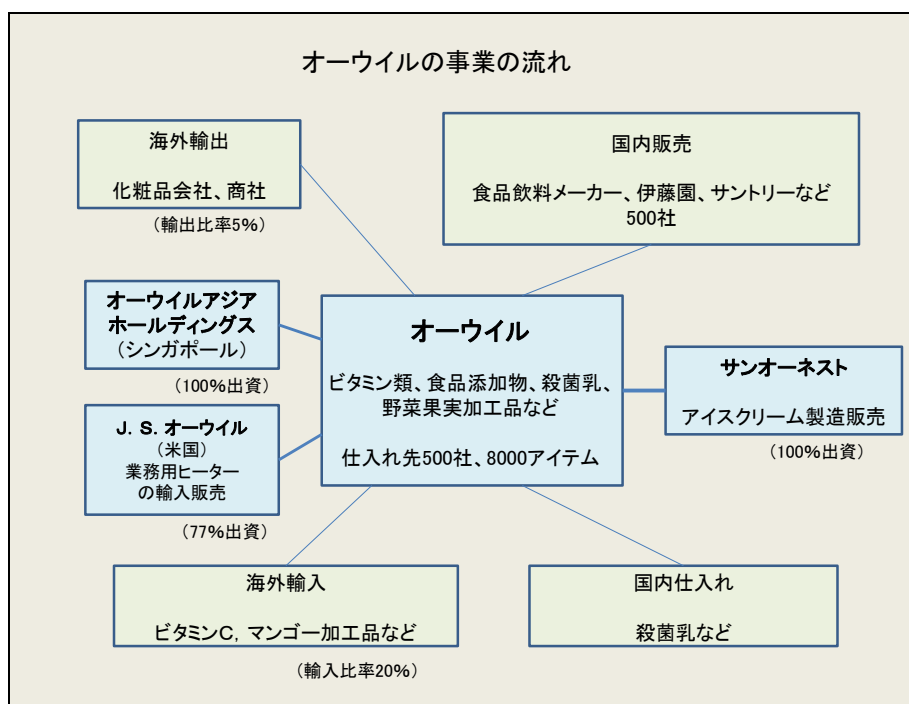 オーウイルの事業の流れ
海外輸出
化粧品会社、商社
（輸出比率5%）
国内販売
食品飲料メーカー、伊藤園、サントリーなど
500社
オーウイルアジア
ホールディングス
（シンガポール）
（100%出資）
J. S. オーウイル
（米国）
業務用ヒーター
の輸入販売
（77%出資）
オーウイル
ビタミン類、食品添加物、殺菌乳、
野菜果実加工品など
仕入れ先500社、8000アイテム
サンオーネスト
アイスクリーム製造販売
（100%出資）
海外輸入
ビタミンC, マンゴー加工品など
（輸入比率20%）
国内仕入れ
殺菌乳など